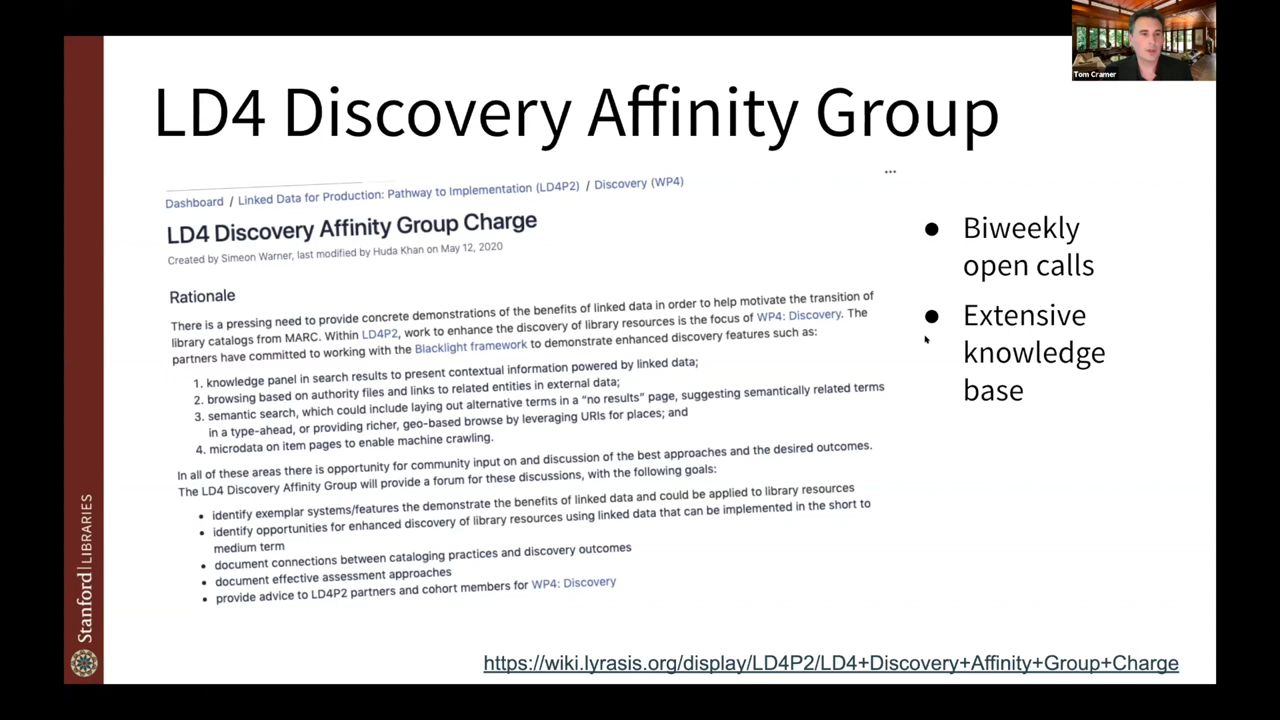 Tom Cramer
LD4 Discovery Affinity Group
...
Dashboard / Linked Data for Production: Pathway to Implementation (LD4P2) / Discovery (WP4)
LD4 Discovery Affinity Group Charge
Created by Simeon Warner, last modified by Huda Khan on May 12, 2020
Rationale
There is a pressing need to provide concrete demonstrations of the benefits of linked data in order to help motivate the transition of
library catalogs from MARC. Within LD4P2, work to enhance the discovery of library resources is the focus of WP4: Discovery. The
partners have committed to working with the Blacklight framework to demonstrate enhanced discovery features such as:
1. knowledge panel in search results to present contextual information powered by linked data;
2. browsing based on authority files and links to related entities in external data;
3. semantic search, which could include laying out alternative terms in a “no results” page, suggesting semantically related terms
in a type-ahead, or providing richer, geo-based browse by leveraging URIs for places; and
4. microdata on item pages to enable machine crawling.
In all of these areas there is opportunity for community input on and discussion of the best approaches and the desired outcomes.
The LD4 Discovery Affinity Group will provide a forum for these discussions, with the following goals:
• identify exemplar systems/features the demonstrate the benefits of linked data and could be applied to library resources
• identify opportunities for enhanced discovery of library resources using linked data that can be implemented in the short to
medium term
• document connections between cataloging practices and discovery outcomes
• document effective assessment approaches
• provide advice to LD4P2 partners and cohort members for WP4: Discovery
● Biweekly
open calls
● Extensive
knowledge
base
https://wiki.lyrasis.org/display/LD4P2/LD4+Discovery+Affinity+Group+Charge
Stanford | LIBRARIES